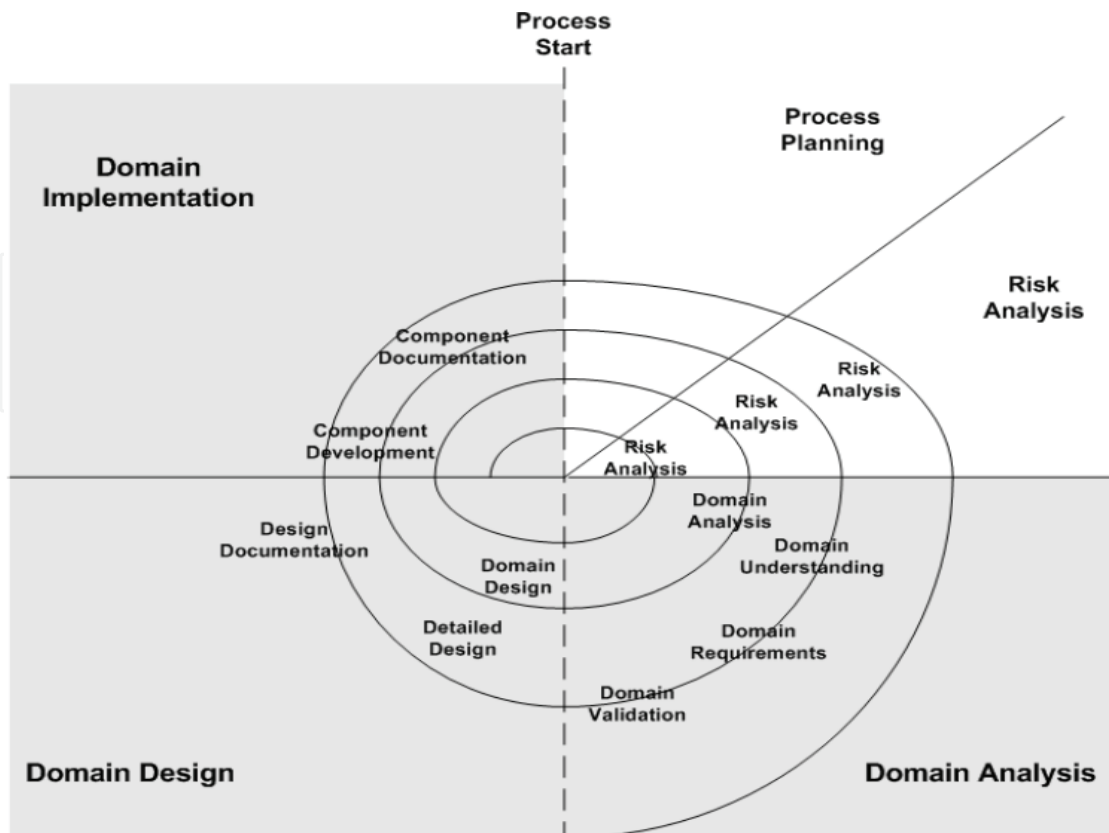 Process
Start
Process
Planning
Domain
Implementation
Risk
Analysis
Component
Documentation
Risk
Analysis
Risk
Analysis
Component
Development
Risk
Analysis
Domain
Analysis
Design
Documentation
Domain
Understanding
Domain
Design
Detailed
Design
Domain
Requirements
Domain
Validation
Domain Design
Domain Analysis